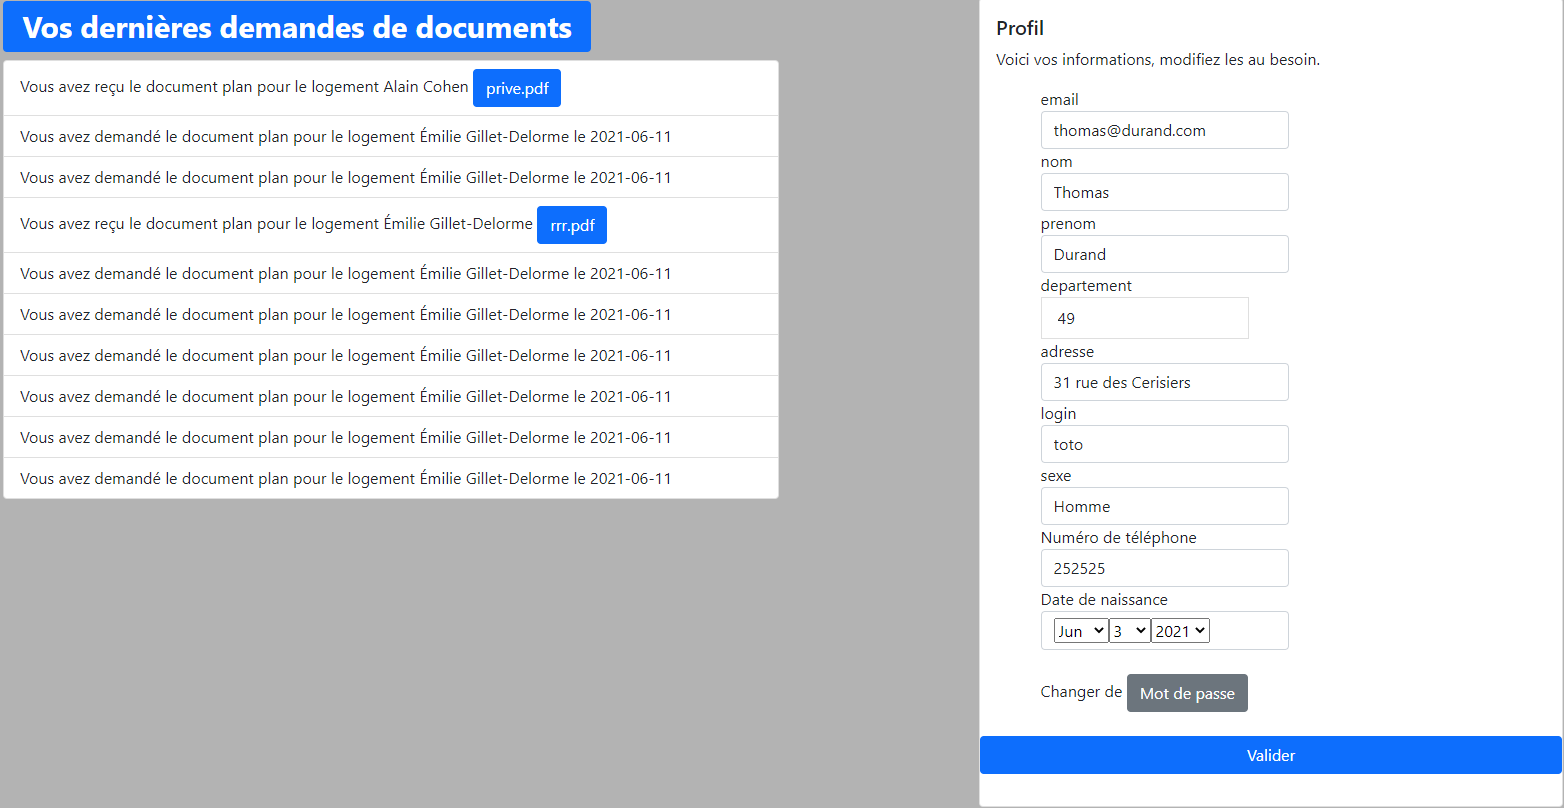 Vos dernières demandes de documents
Vous avez reçu le document plan pour le logement Alain Cohen prive.pdf
Vous avez demandé le document plan pour le logement Émilie Gillet-Delorme le 2021-06-11
Vous avez demandé le document plan pour le logement Émilie Gillet-Delorme le 2021-06-11
Vous avez reçu le document plan pour le logement Émilie Gillet-Delorme rrr.pdf
Vous avez demandé le document plan pour le logement Émilie Gillet-Delorme le 2021-06-11
Vous avez demandé le document plan pour le logement Émilie Gillet-Delorme le 2021-06-11
Vous avez demandé le document plan pour le logement Émilie Gillet-Delorme le 2021-06-11
Vous avez demandé le document plan pour le logement Émilie Gillet-Delorme le 2021-06-11
Vous avez demandé le document plan pour le logement Émilie Gillet-Delorme le 2021-06-11
Vous avez demandé le document plan pour le logement Émilie Gillet-Delorme le 2021-06-11
Profil
Voici vos informations, modifiez les au besoin.
email
thomas@durand.com
nom
Thomas
prenom
Durand
departement
49
adresse
31 rue des Cerisiers
login
toto
sexe
Homme
Numéro de téléphone
252525
Date de naissance
Jun 3 2021
Changer de Mot de passe
Valider